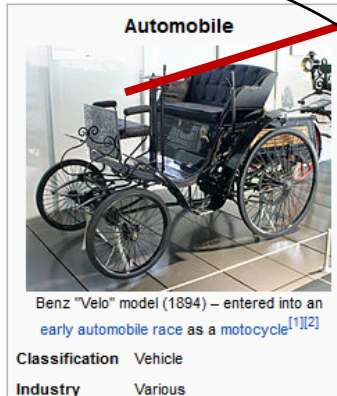 Automobile
Benz "Velo" model (1894) – entered into an
early automobile race as a motocycle[1][2]
Classification Vehicle
Industry Various